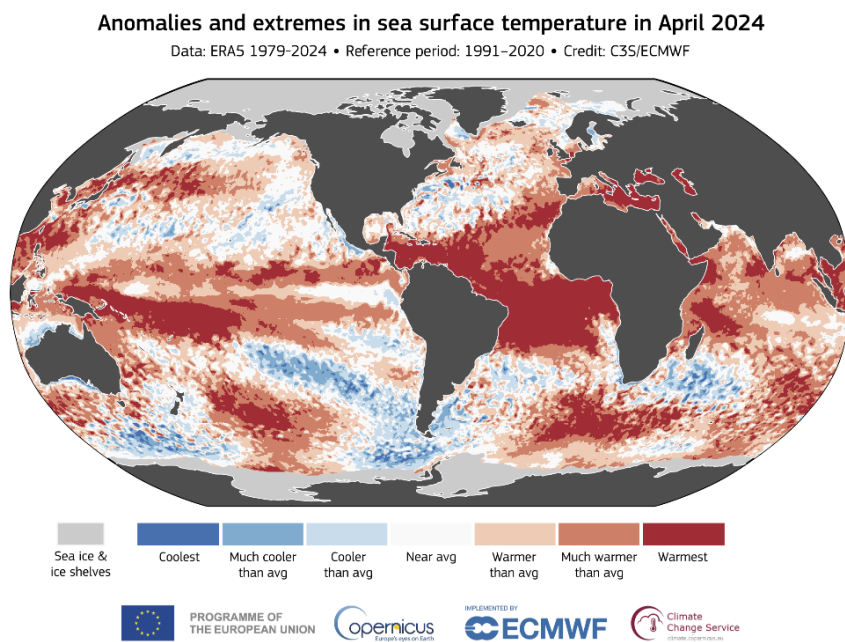 Anomalies and extremes in sea surface temperature in April 2024
Data: ERA5 1979-2024 • Reference period: 1991–2020 • Credit: C3S/ECMWF
Sea ice &
ice shelves
Coolest
Much cooler
than avg
Cooler
than avg
Near avg
Warmer
than avg
Much warmer
than avg
Warmest
PROGRAMME OF
THE EUROPEAN UNION
opernicus
Europe's eyes on Earth
IMPLEMENTED BY
ECMWF
Climate
Change Service
climate.copernicus.eu